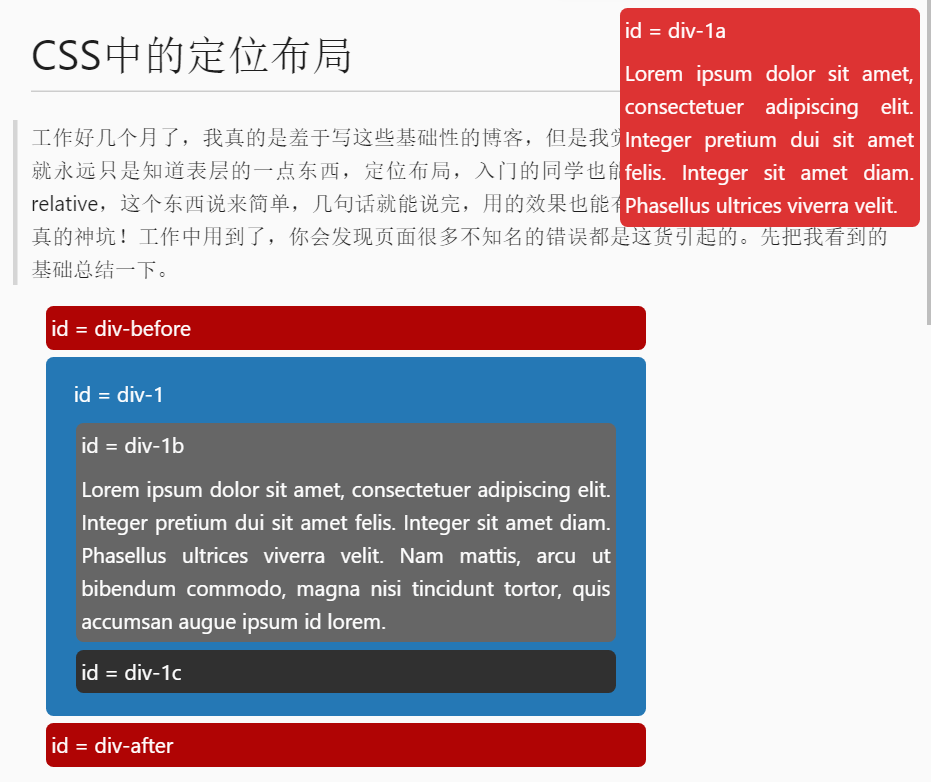 CSS中的定位布局
id = div-1a
Lorem ipsum dolor sit amet,
consectetuer adipiscing elit.
Integer pretium dui sit amet
felis. Integer sit amet diam.
Phasellus ultrices viverra velit.
工作好几个月了，我真的是羞于写这些基础性的博客，但是我觉
就永远只是知道表层的一点东西，定位布局，入门的同学也能
relative，这个东西说来简单，几句话就能说完，用的效果也能有
真的神坑！工作中用到了，你会发现页面很多不知名的错误都是这货引起的。先把我看到的
基础总结一下。
id = div-before
id = div-1
id = div-1b
Lorem ipsum dolor sit amet, consectetuer adipiscing elit.
Integer pretium dui sit amet felis. Integer sit amet diam.
Phasellus ultrices viverra velit. Nam mattis, arcu ut
bibendum commodo, magna nisi tincidunt tortor, quis
accumsan augue ipsum id lorem.
id = div-1c
id = div-after